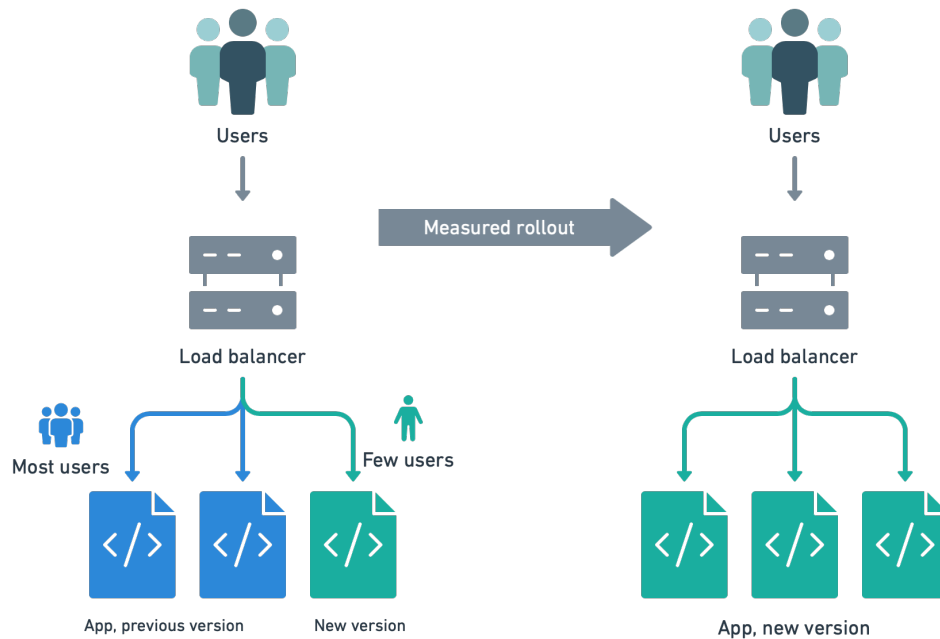 Users
Users
Measured rollout
Load balancer
Load balancer
Most users
Few users
</>
</>
</>
</>
</>
</>
App, previous version
New version
App, new version